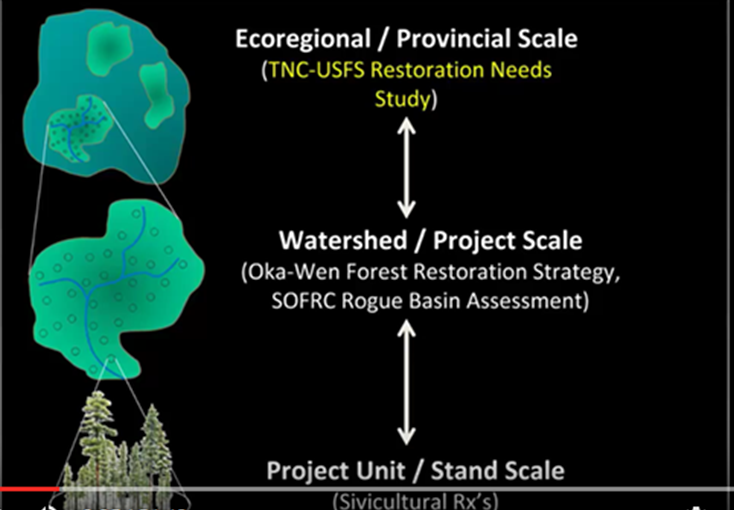 Ecoregional / Provincial Scale
(TNC-USFS Restoration Needs
Study)
Watershed / Project Scale
(Oka-Wen Forest Restoration Strategy,
SOFRC Rogue Basin Assessment)
Project Unit / Stand Scale
(Sivicultural Rx's)